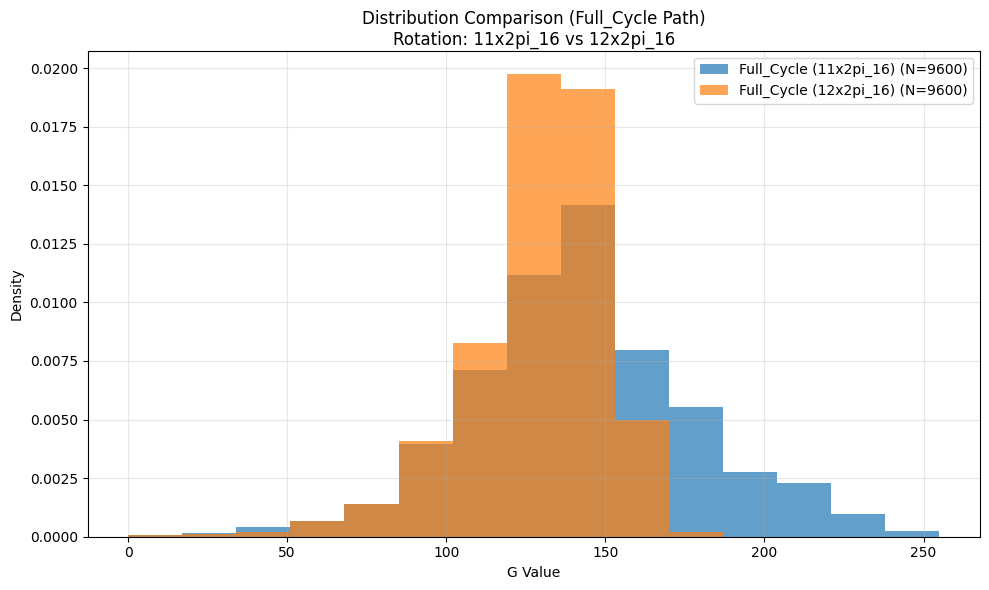 Distribution Comparison (Full_Cycle Path)
Rotation: 11x2pi_16 vs 12x2pi_16
Full_Cycle (11x2pi_16) (N=9600)
Full_Cycle (12x2pi_16) (N=9600)
Density
0.0200
0.0175
0.0150
0.0125
0.0100
0.0075
0.0050
0.0025
0.0000
0 50 100 150 200 250
G Value